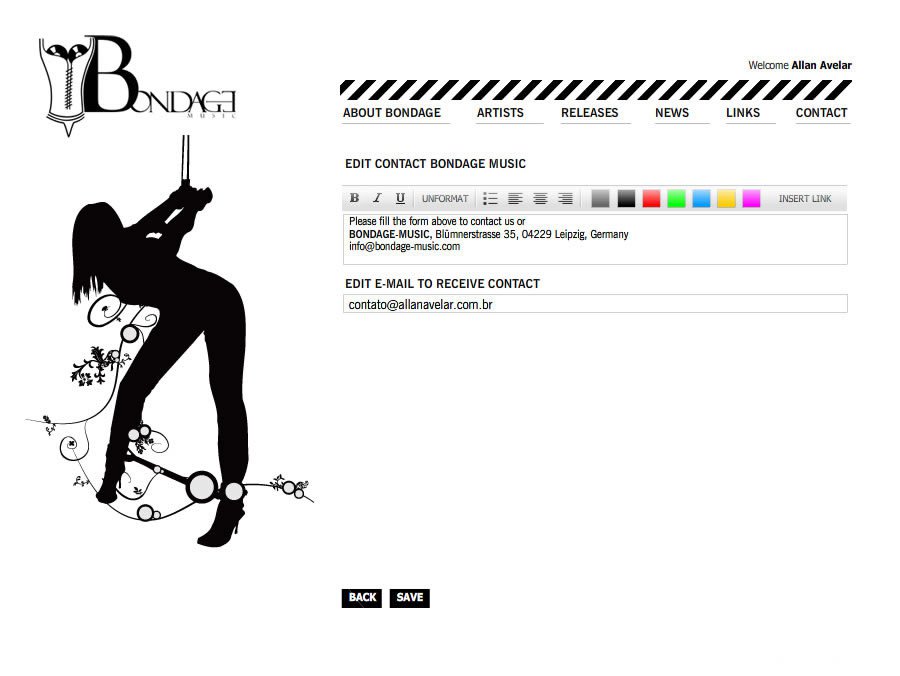 BONDAGE
MUSIC
Welcome Allan Avelar
ABOUT BONDAGE ARTISTS RELEASES NEWS LINKS CONTACT
EDIT CONTACT BONDAGE MUSIC
B I U UNFORMAT INSERT LINK
Please fill the form above to contact us or
BONDAGE-MUSIC, Blümnerstrasse 35, 04229 Leipzig, Germany
info@bondage-music.com
EDIT E-MAIL TO RECEIVE CONTACT
contato@allanavelar.com.br
BACK SAVE